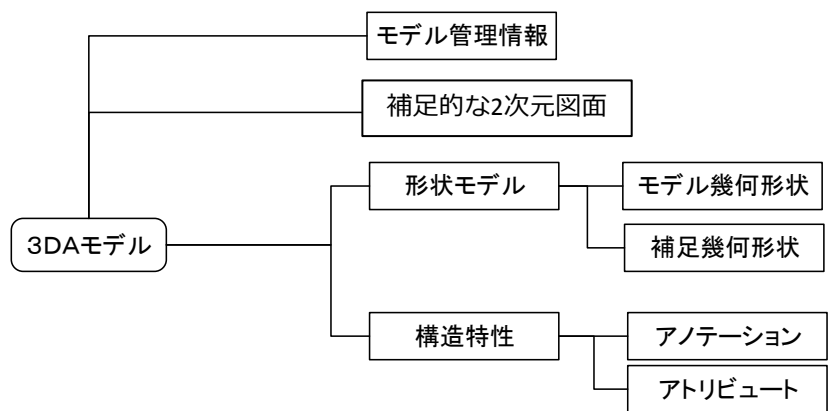 モデル管理情報
補足的な2次元図面
形状モデル
モデル幾何形状
3DAモデル
補足幾何形状
構造特性
アノテーション
アトリビュート